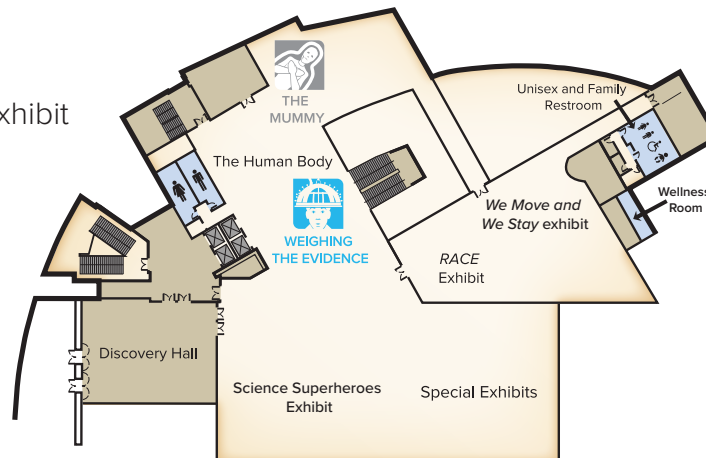 xhibit
THE
MUMMY
Unisex and Family
Restroom
The Human Body
WEIGHING
THE EVIDENCE
We Move and
We Stay exhibit
Wellness
Room
RACE
Exhibit
Discovery Hall
Science Superheroes
Exhibit
Special Exhibits